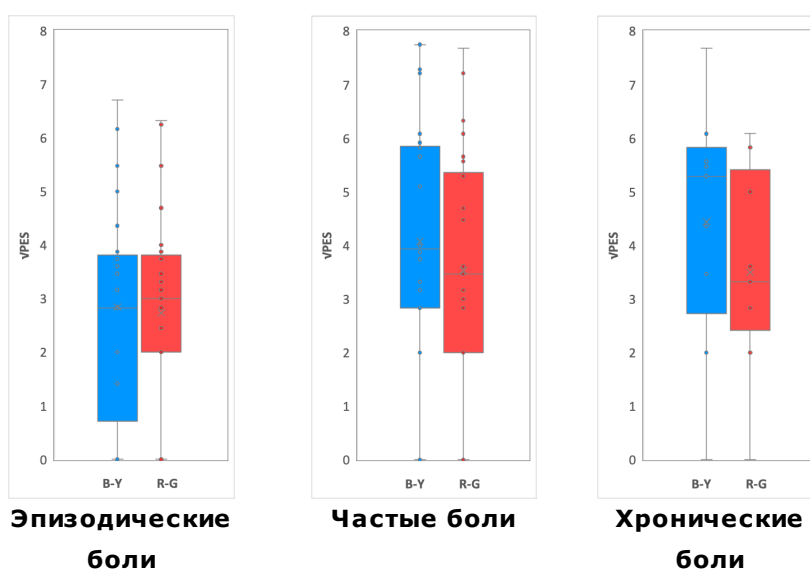 8
7
6
5
4
3
2
1
0
√PES
B-Y R-G
Эпизодические
боли
8
7
6
5
4
3
2
1
0
√PES
B-Y R-G
Частые боли
8
7
6
5
4
3
2
1
0
√PES
B-Y R-G
Хронические
боли